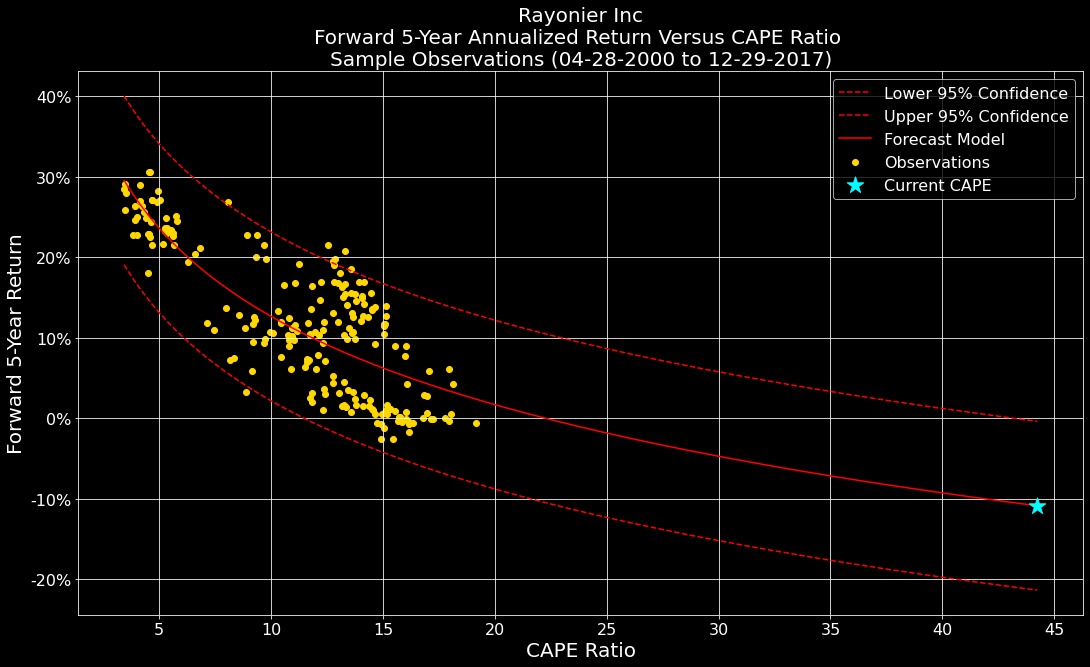 Rayonier Inc
Forward 5-Year Annualized Return Versus CAPE Ratio
Sample Observations (04-28-2000 to 12-29-2017)
Lower 95% Confidence
Upper 95% Confidence
Forecast Model
Observations
Current CAPE
Forward 5-Year Return
40%
30%
20%
10%
0%
-10%
-20%
5 10 15 20 25 30 35 40 45
CAPE Ratio